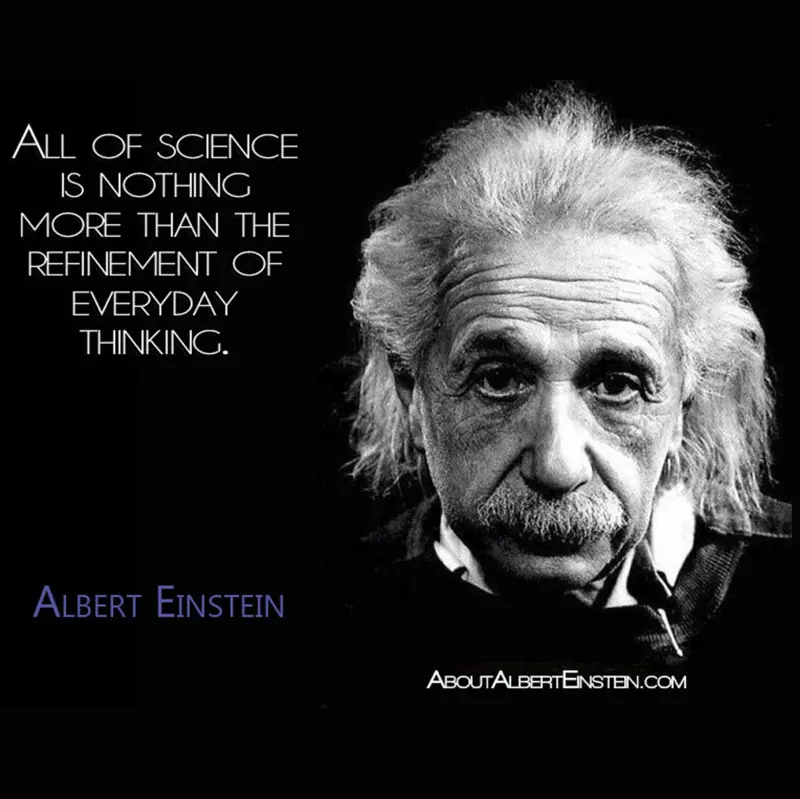 All of science
is nothing
more than the
refinement of
everyday
thinking.
Albert Einstein
AboutAlbertEinstein.com